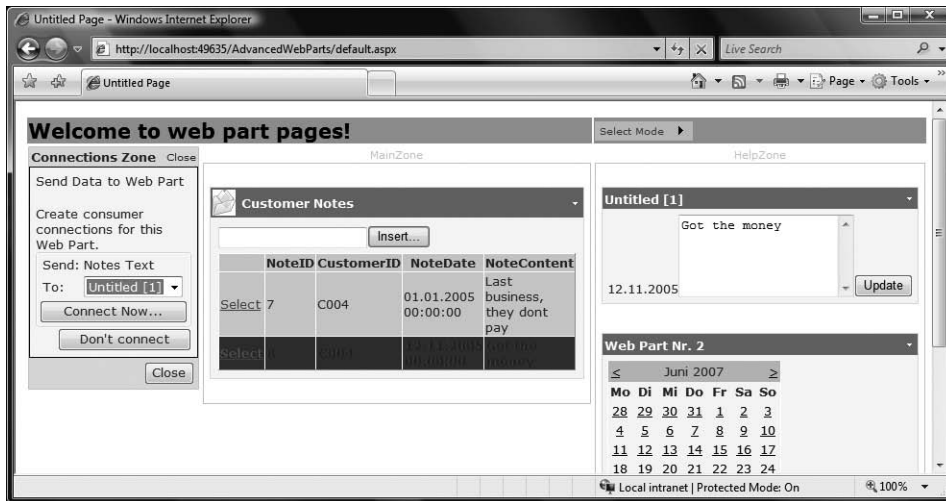 Untitled Page - Windows Internet Explorer
http://localhost:49635/AdvancedWebParts/default.aspx
Live Search
Untitled Page
Page
Tools
Welcome to web part pages!
Select Mode
Connections Zone Close
Send Data to Web Part
Create consumer
connections for this
Web Part.
Send: Notes Text
To: Untitled [1]
Connect Now...
Don't connect
Close
MainZone
Customer Notes
Insert...
NoteID CustomerID NoteDate NoteContent
Select 7 C004 01.01.2005 00:00:00 Last
business,
they dont
pay
Select
HelpZone
Untitled [1]
Got the money
12.11.2005
Update
Web Part Nr. 2
< Juni 2007 >
Mo Di Mi Do Fr Sa So
28 29 30 31 1 2 3
4 5 6 7 8 9 10
11 12 13 14 15 16 17
18 19 20 21 22 23 24
Local intranet | Protected Mode: On
100%